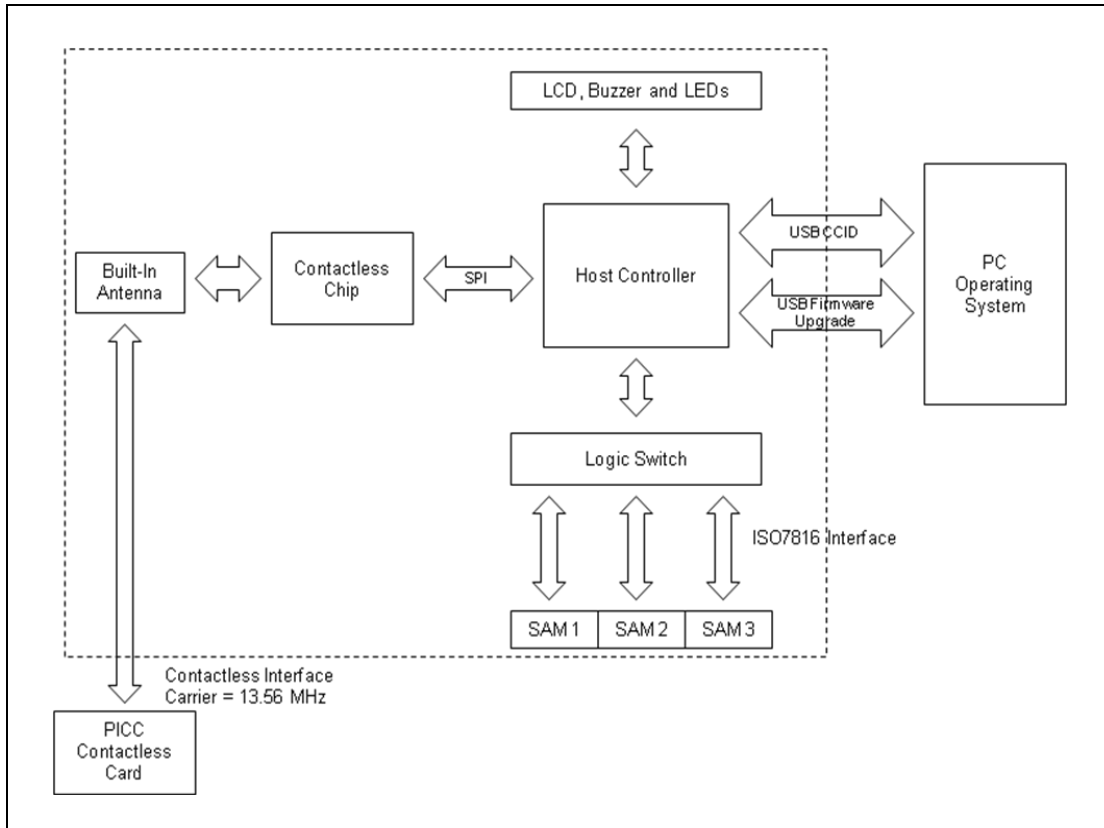 LCD, Buzzer and LEDs
Built-In
Antenna
Contactless
Chip
SPI
Host Controller
USB CCID
USB Firmware
Upgrade
PC
Operating
System
Logic Switch
ISO7816 Interface
SAM 1
SAM 2
SAM 3
Contactless Interface
Carrier = 13.56 MHz
PICC
Contactless
Card